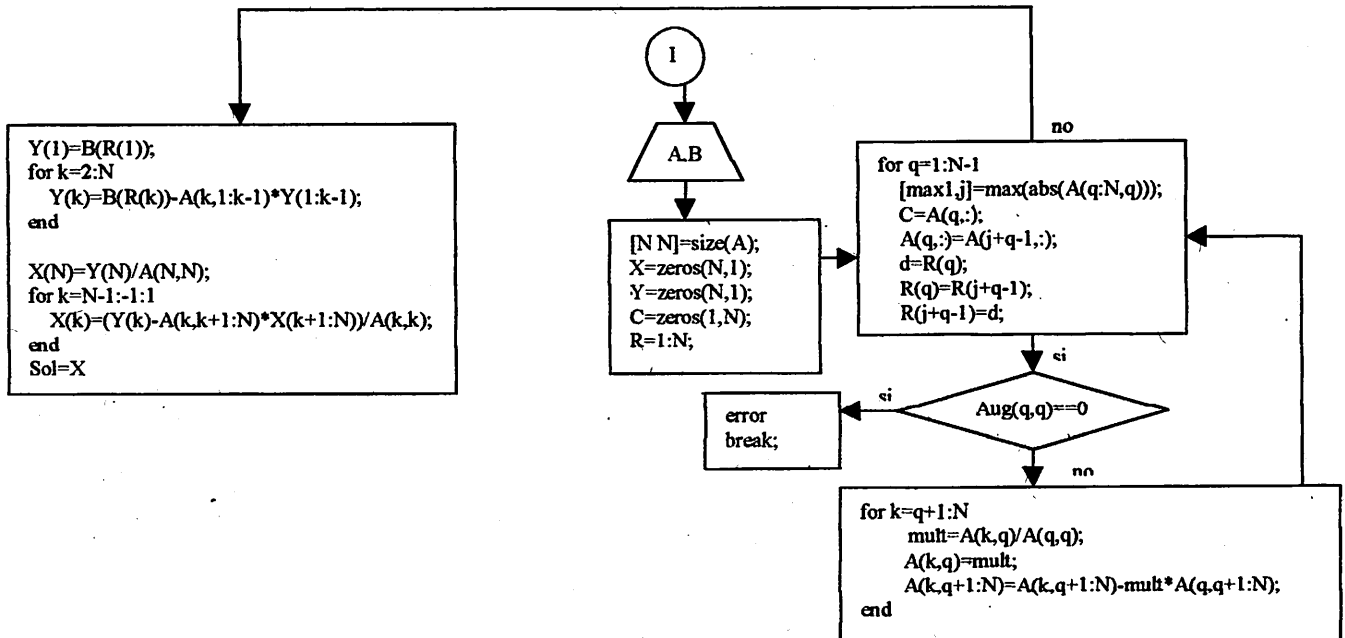 I
A,B
[N N]=size(A);
X=zeros(N,1);
Y=zeros(N,1);
C=zeros(1,N);
R=1:N;
no
for q=1:N-1
[max1,j]=max(abs(A(q:N,q)));
C=A(q,:);
A(q,:)=A(j+q-1,:);
d=R(q);
R(q)=R(j+q-1);
R(j+q-1)=d;
si
Aug(q,q)==0
si
error
break;
no
for k=q+1:N
mult=A(k,q)/A(q,q);
A(k,q)=mult;
A(k,q+1:N)=A(k,q+1:N)-mult*A(q,q+1:N);
end
Y(1)=B(R(1));
for k=2:N
Y(k)=B(R(k))-A(k,1:k-1)*Y(1:k-1);
end
X(N)=Y(N)/A(N,N);
for k=N-1:-1:1
X(k)=(Y(k)-A(k,k+1:N)*X(k+1:N))/A(k,k);
end
Sol=X